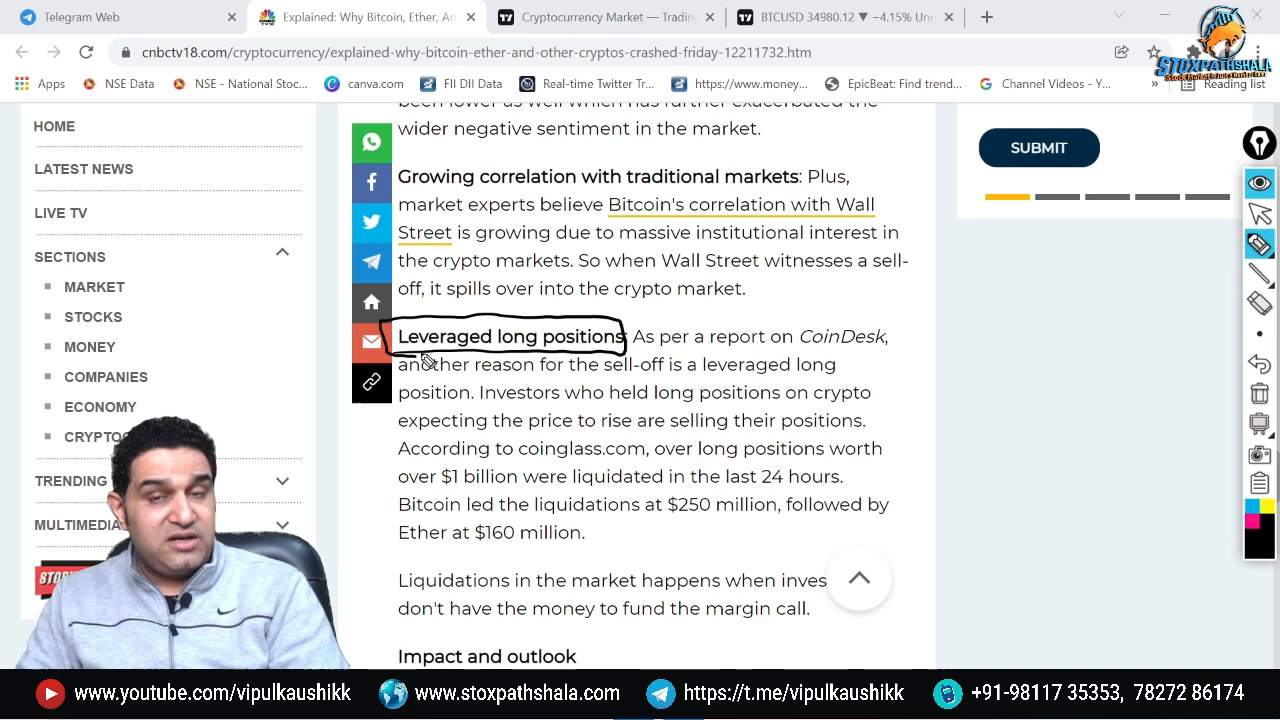 Telegram Web
Explained: Why Bitcoin, Ether, An
Cryptocurrency Market — Tradin
BTCUSD 34980.12 ▼ −4.15% Unn
cnbctv18.com/cryptocurrency/explained-why-bitcoin-ether-and-other-cryptos-crashed-friday-12211732.htm
STOXPATHSHALA
Apps
NSE Data
NSE - National Stoc...
canva.com
FII DII Data
Real-time Twitter Tr...
https://www.money...
EpicBeat: Find trend...
Channel Videos - Y...
»
Reading list
HOME
LATEST NEWS
LIVE TV
SECTIONS
MARKET
STOCKS
MONEY
COMPANIES
ECONOMY
CRYPTOC
TRENDING
MULTIMEDIA
been lower as well which has further exacerbated the
wider negative sentiment in the market.
Growing correlation with traditional markets: Plus,
market experts believe Bitcoin's correlation with Wall
Street is growing due to massive institutional interest in
the crypto markets. So when Wall Street witnesses a sell-
off, it spills over into the crypto market.
Leveraged long positions: As per a report on CoinDesk,
another reason for the sell-off is a leveraged long
position. Investors who held long positions on crypto
expecting the price to rise are selling their positions.
According to coinglass.com, over long positions worth
over $1 billion were liquidated in the last 24 hours.
Bitcoin led the liquidations at $250 million, followed by
Ether at $160 million.
Liquidations in the market happens when inves
don't have the money to fund the margin call.
Impact and outlook
SUBMIT
www.youtube.com/vipulkaushikk
www.stoxpathshala.com
https://t.me/vipulkaushikk
+91-98117 35353, 78272 86174